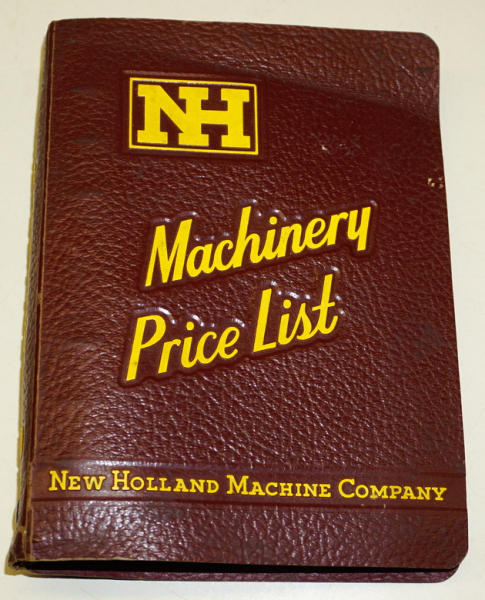 NH
Machinery
Price List
New Holland Machine Company